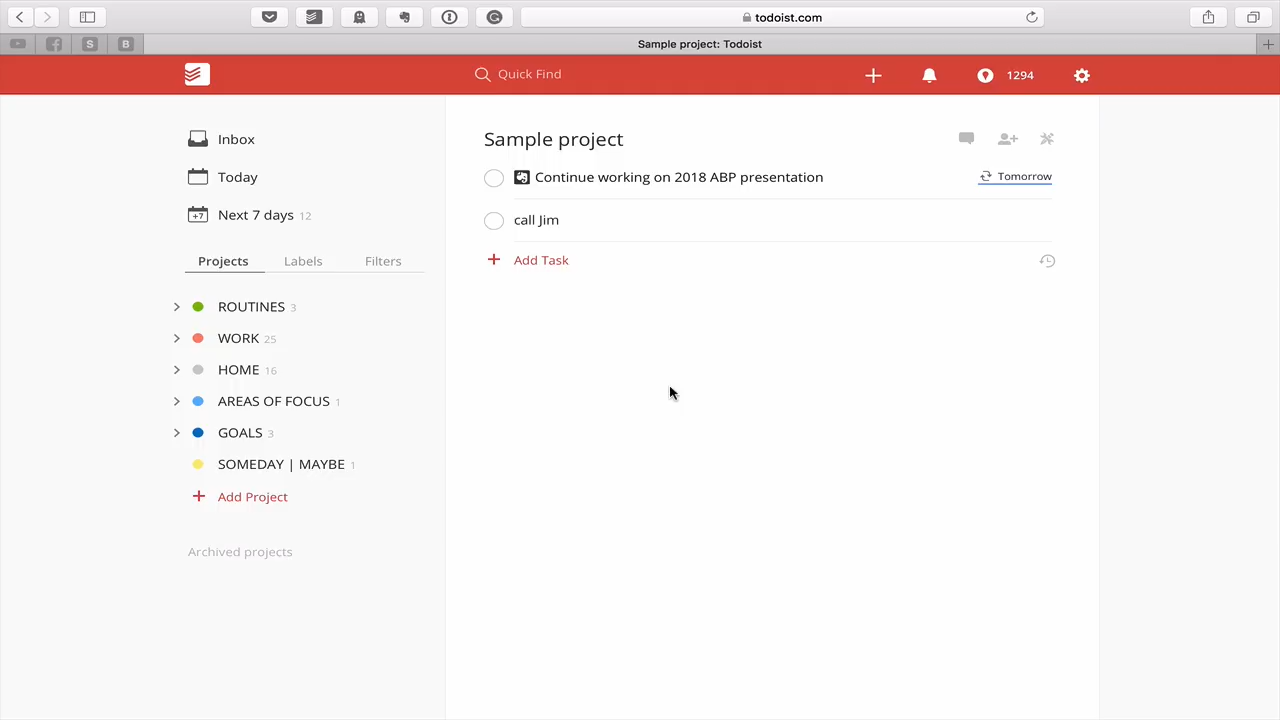 todoist.com
S
B
Sample project: Todoist
Quick Find
1294
Inbox
Today
+7 Next 7 days 12
Projects Labels Filters
ROUTINES 3
WORK 25
HOME 16
AREAS OF FOCUS 1
GOALS 3
SOMEDAY | MAYBE 1
+ Add Project
Archived projects
Sample project
Continue working on 2018 ABP presentation Tomorrow
call Jim
+ Add Task